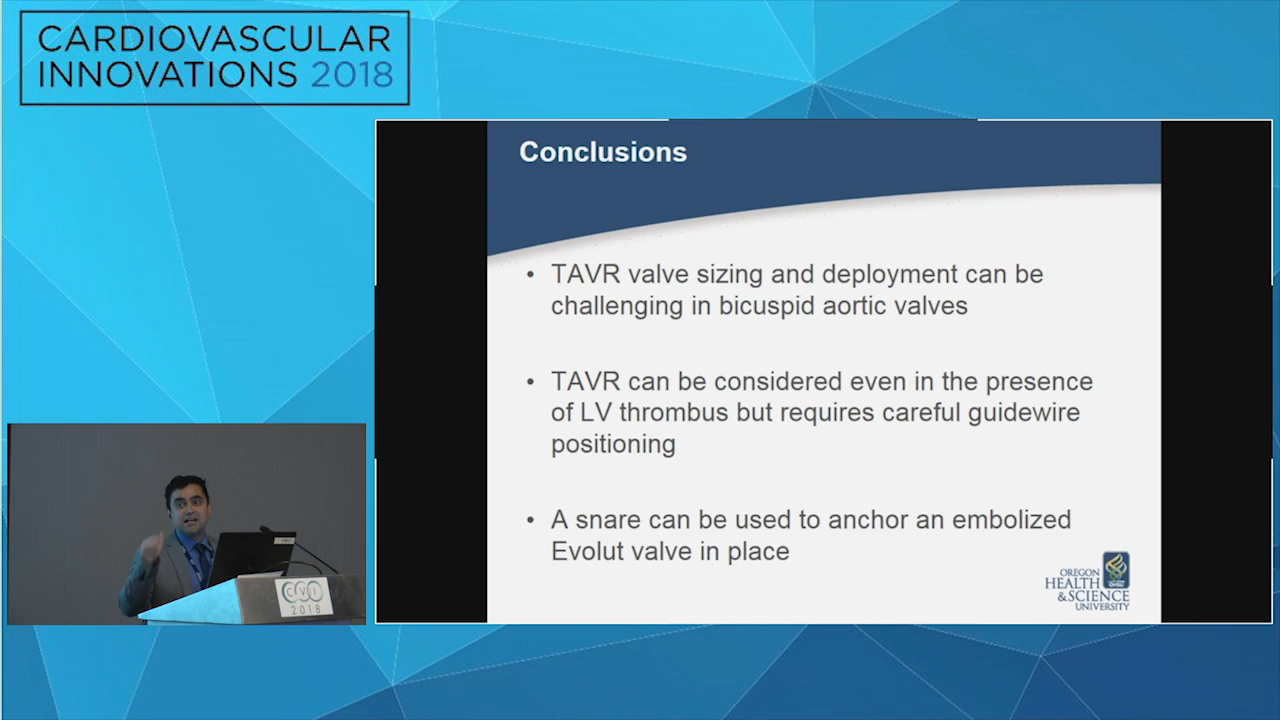 CARDIOVASCULAR
INNOVATIONS 2018
Conclusions
• TAVR valve sizing and deployment can be
challenging in bicuspid aortic valves
• TAVR can be considered even in the presence
of LV thrombus but requires careful guidewire
positioning
• A snare can be used to anchor an embolized
Evolut valve in place
OREGON
HEALTH
&SCIENCE
UNIVERSITY
OHSU
CVI
2018